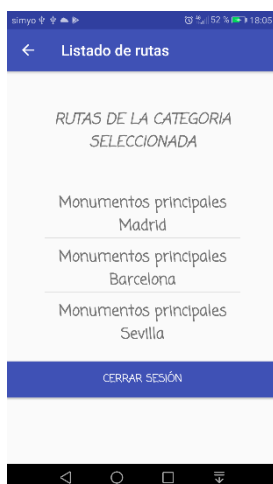 simyo 52 % 18:05
Listado de rutas
RUTAS DE LA CATEGORIA
SELECCIONADA
Monumentos principales
Madrid
Monumentos principales
Barcelona
Monumentos principales
Sevilla
CERRAR SESIÓN